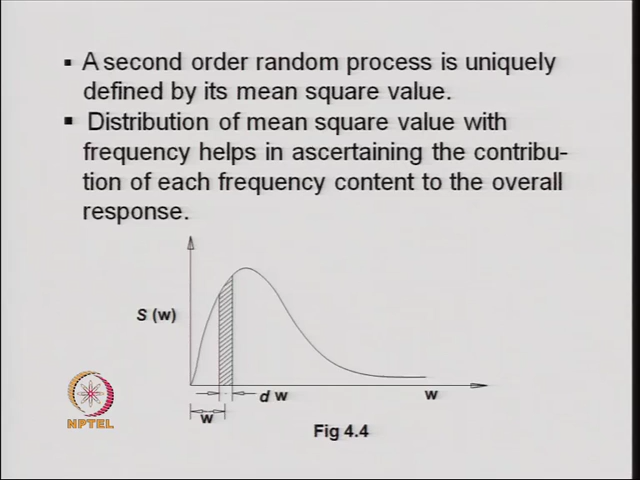 ▪ A second order random process is uniquely
defined by its mean square value.
▪ Distribution of mean square value with
frequency helps in ascertaining the contribu-
tion of each frequency content to the overall
response.
S (w)
d w
w
w
Fig 4.4
NPTEL